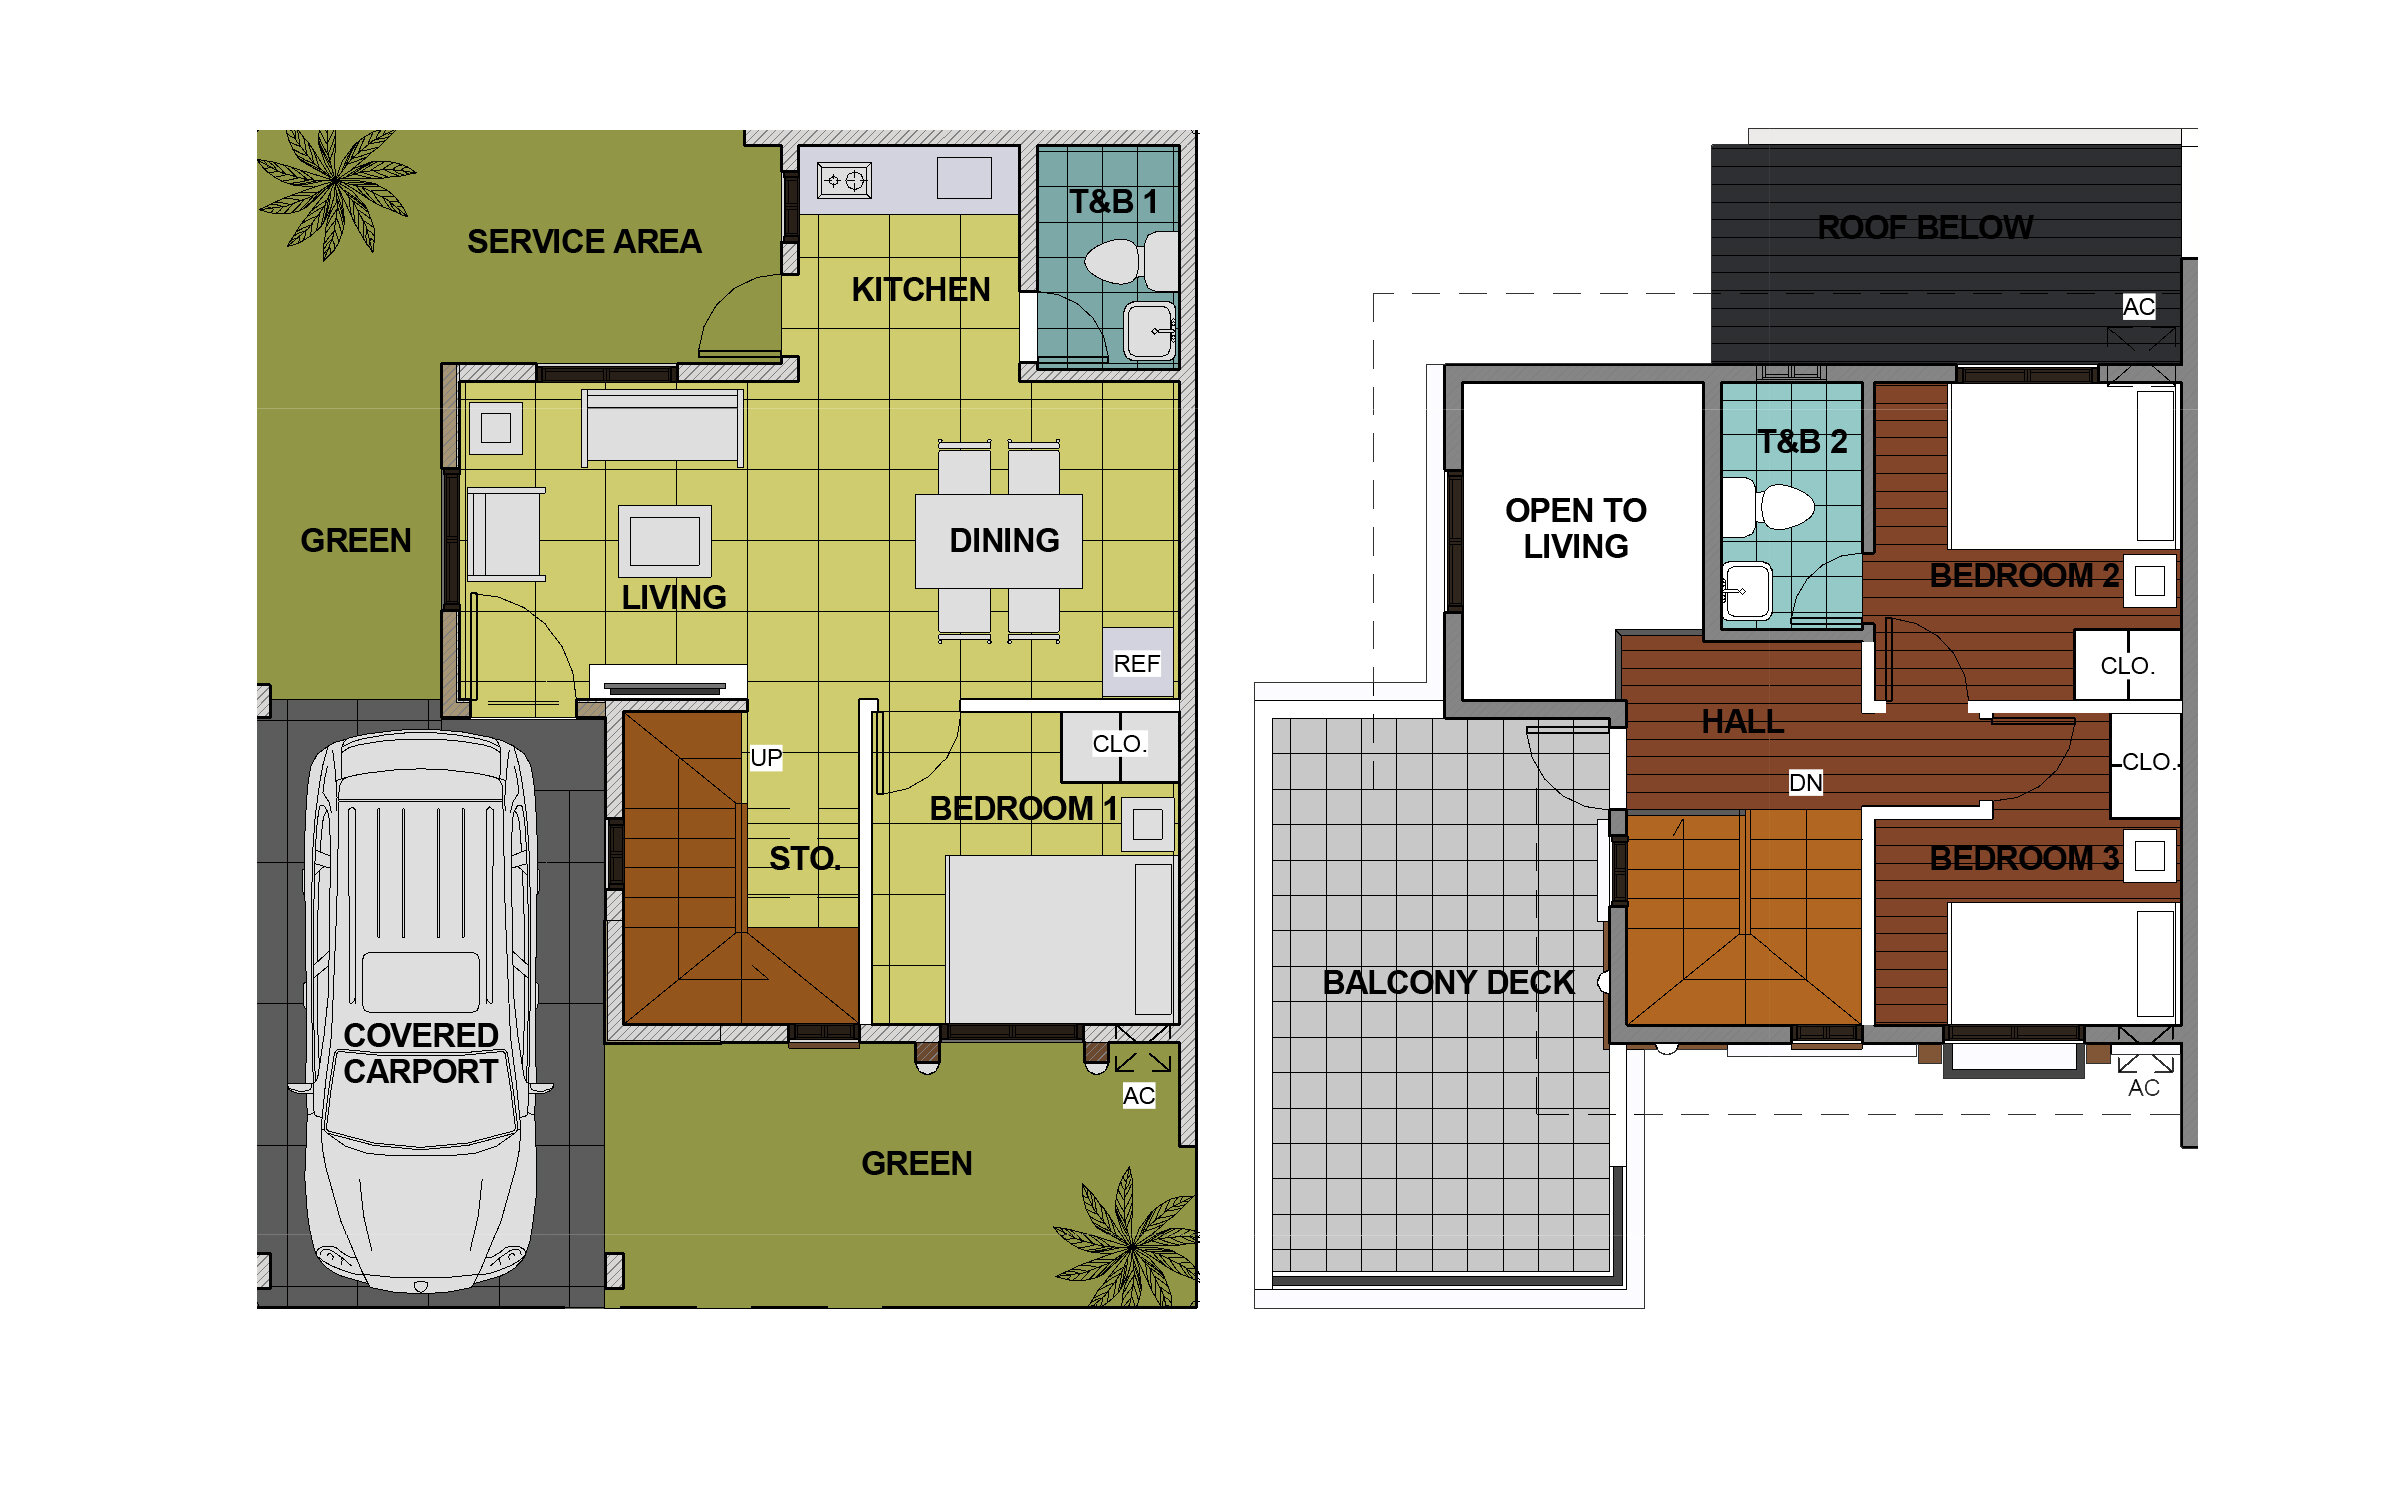 T&B 1
SERVICE AREA
KITCHEN
GREEN
DINING
LIVING
REF
UP
CLO.
BEDROOM 1
STO.
COVERED
CARPORT
AC
GREEN
ROOF BELOW
AC
T&B 2
OPEN TO
LIVING
BEDROOM 2
CLO.
HALL
CLO.
DN
BEDROOM 3
BALCONY DECK
AC